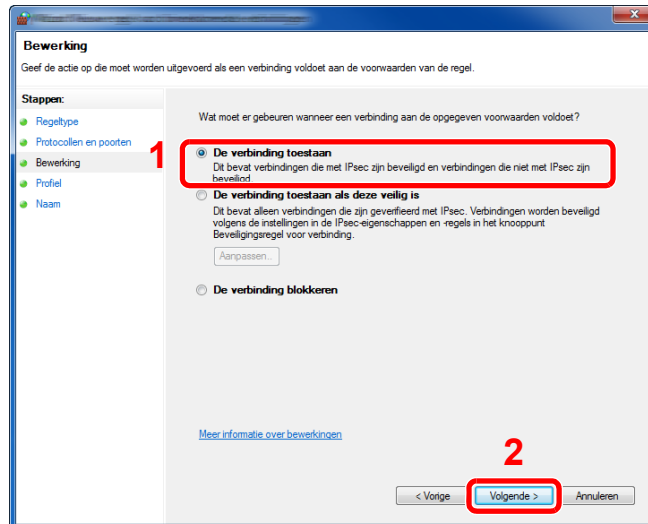 Bewerking
Geef de actie op die moet worden uitgevoerd als een verbinding voldoet aan de voorwaarden van de regel.
Stappen:
Regeltype
Protocollen en poorten
Bewerking
Profiel
Naam
Wat moet er gebeuren wanneer een verbinding aan de opgegeven voorwaarden voldoet?
1
De verbinding toestaan
Dit bevat verbindingen die met IPsec zijn beveiligd en verbindingen die niet met IPsec zijn
beveiligd.
De verbinding toestaan als deze veilig is
Dit bevat alleen verbindingen die zijn geverifieerd met IPsec. Verbindingen worden beveiligd
volgens de instellingen in de IPsec-eigenschappen en -regels in het knooppunt
Beveiligingsregel voor verbinding.
Aanpassen...
De verbinding blokkeren
Meer informatie over bewerkingen
2
< Vorige
Volgende >
Annuleren